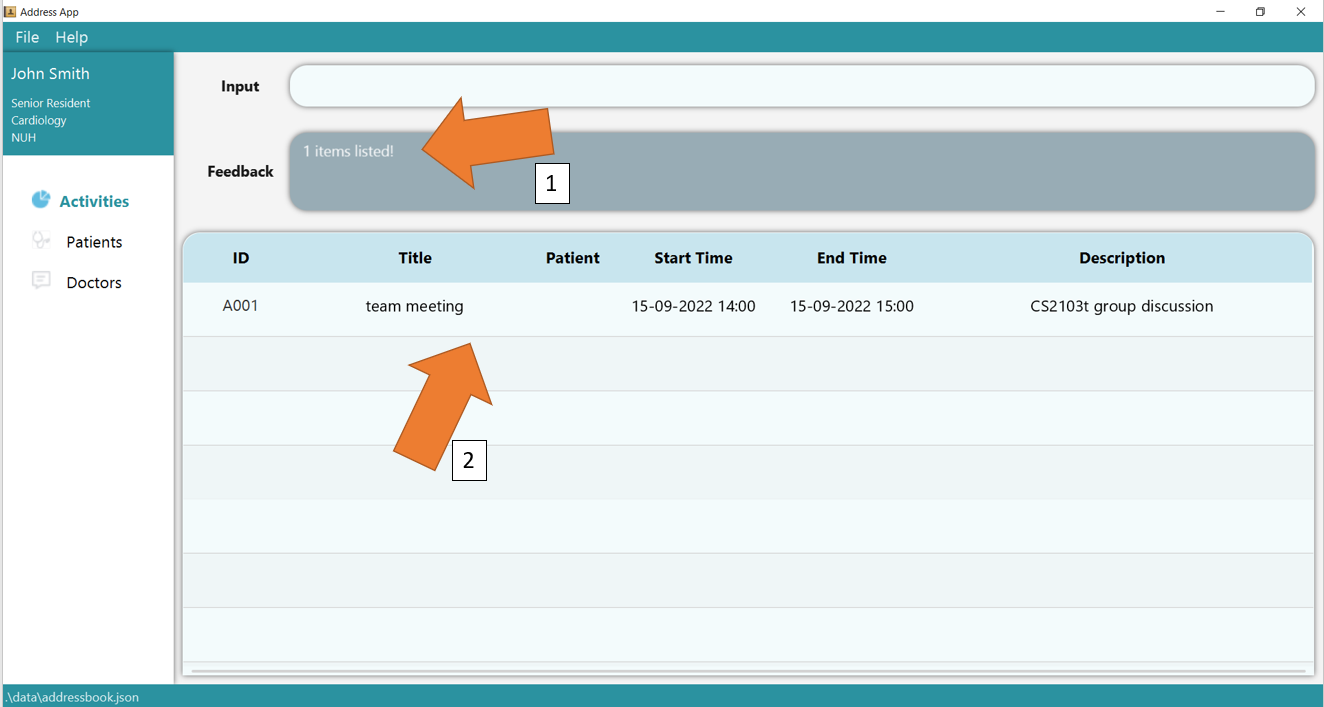 Address App
File Help
John Smith
Senior Resident
Cardiology
NUH
Activities
Patients
Doctors
Input
Feedback
1 items listed!
1
ID Title Patient Start Time End Time Description
A001 team meeting 15-09-2022 14:00 15-09-2022 15:00 CS2103t group discussion
2
.\data\addressbook.json